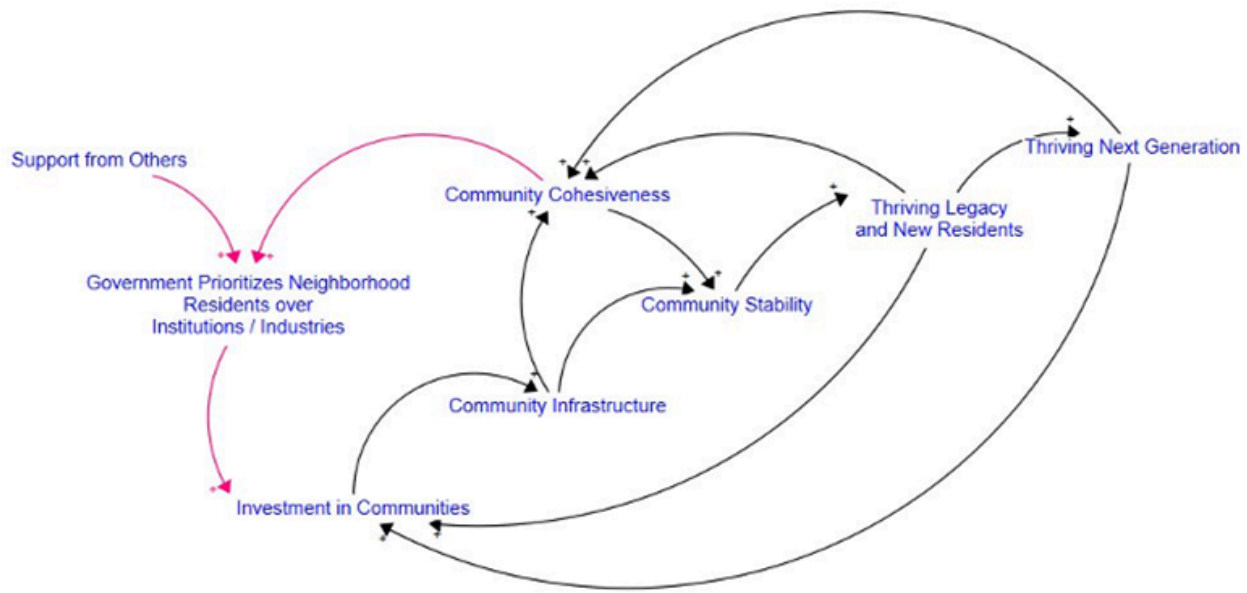 Thriving Next Generation
Support from Others
Community Cohesiveness
Thriving Legacy
and New Residents
Government Prioritizes Neighborhood
Residents over
Institutions / Industries
Community Stability
Community Infrastructure
Investment in Communities
+
+
+
+
+
+
+
+
+
+
+
+
+